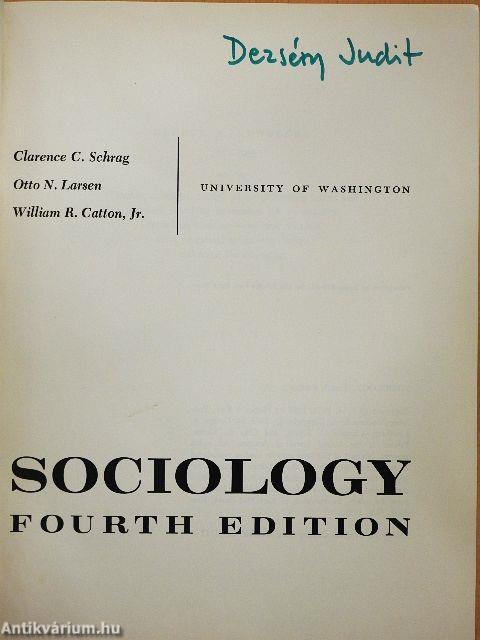 Dezsény Judit
Clarence C. Schrag
Otto N. Larsen
William R. Catton, Jr.
UNIVERSITY OF WASHINGTON
SOCIOLOGY
FOURTH EDITION
Antikvárium.hu